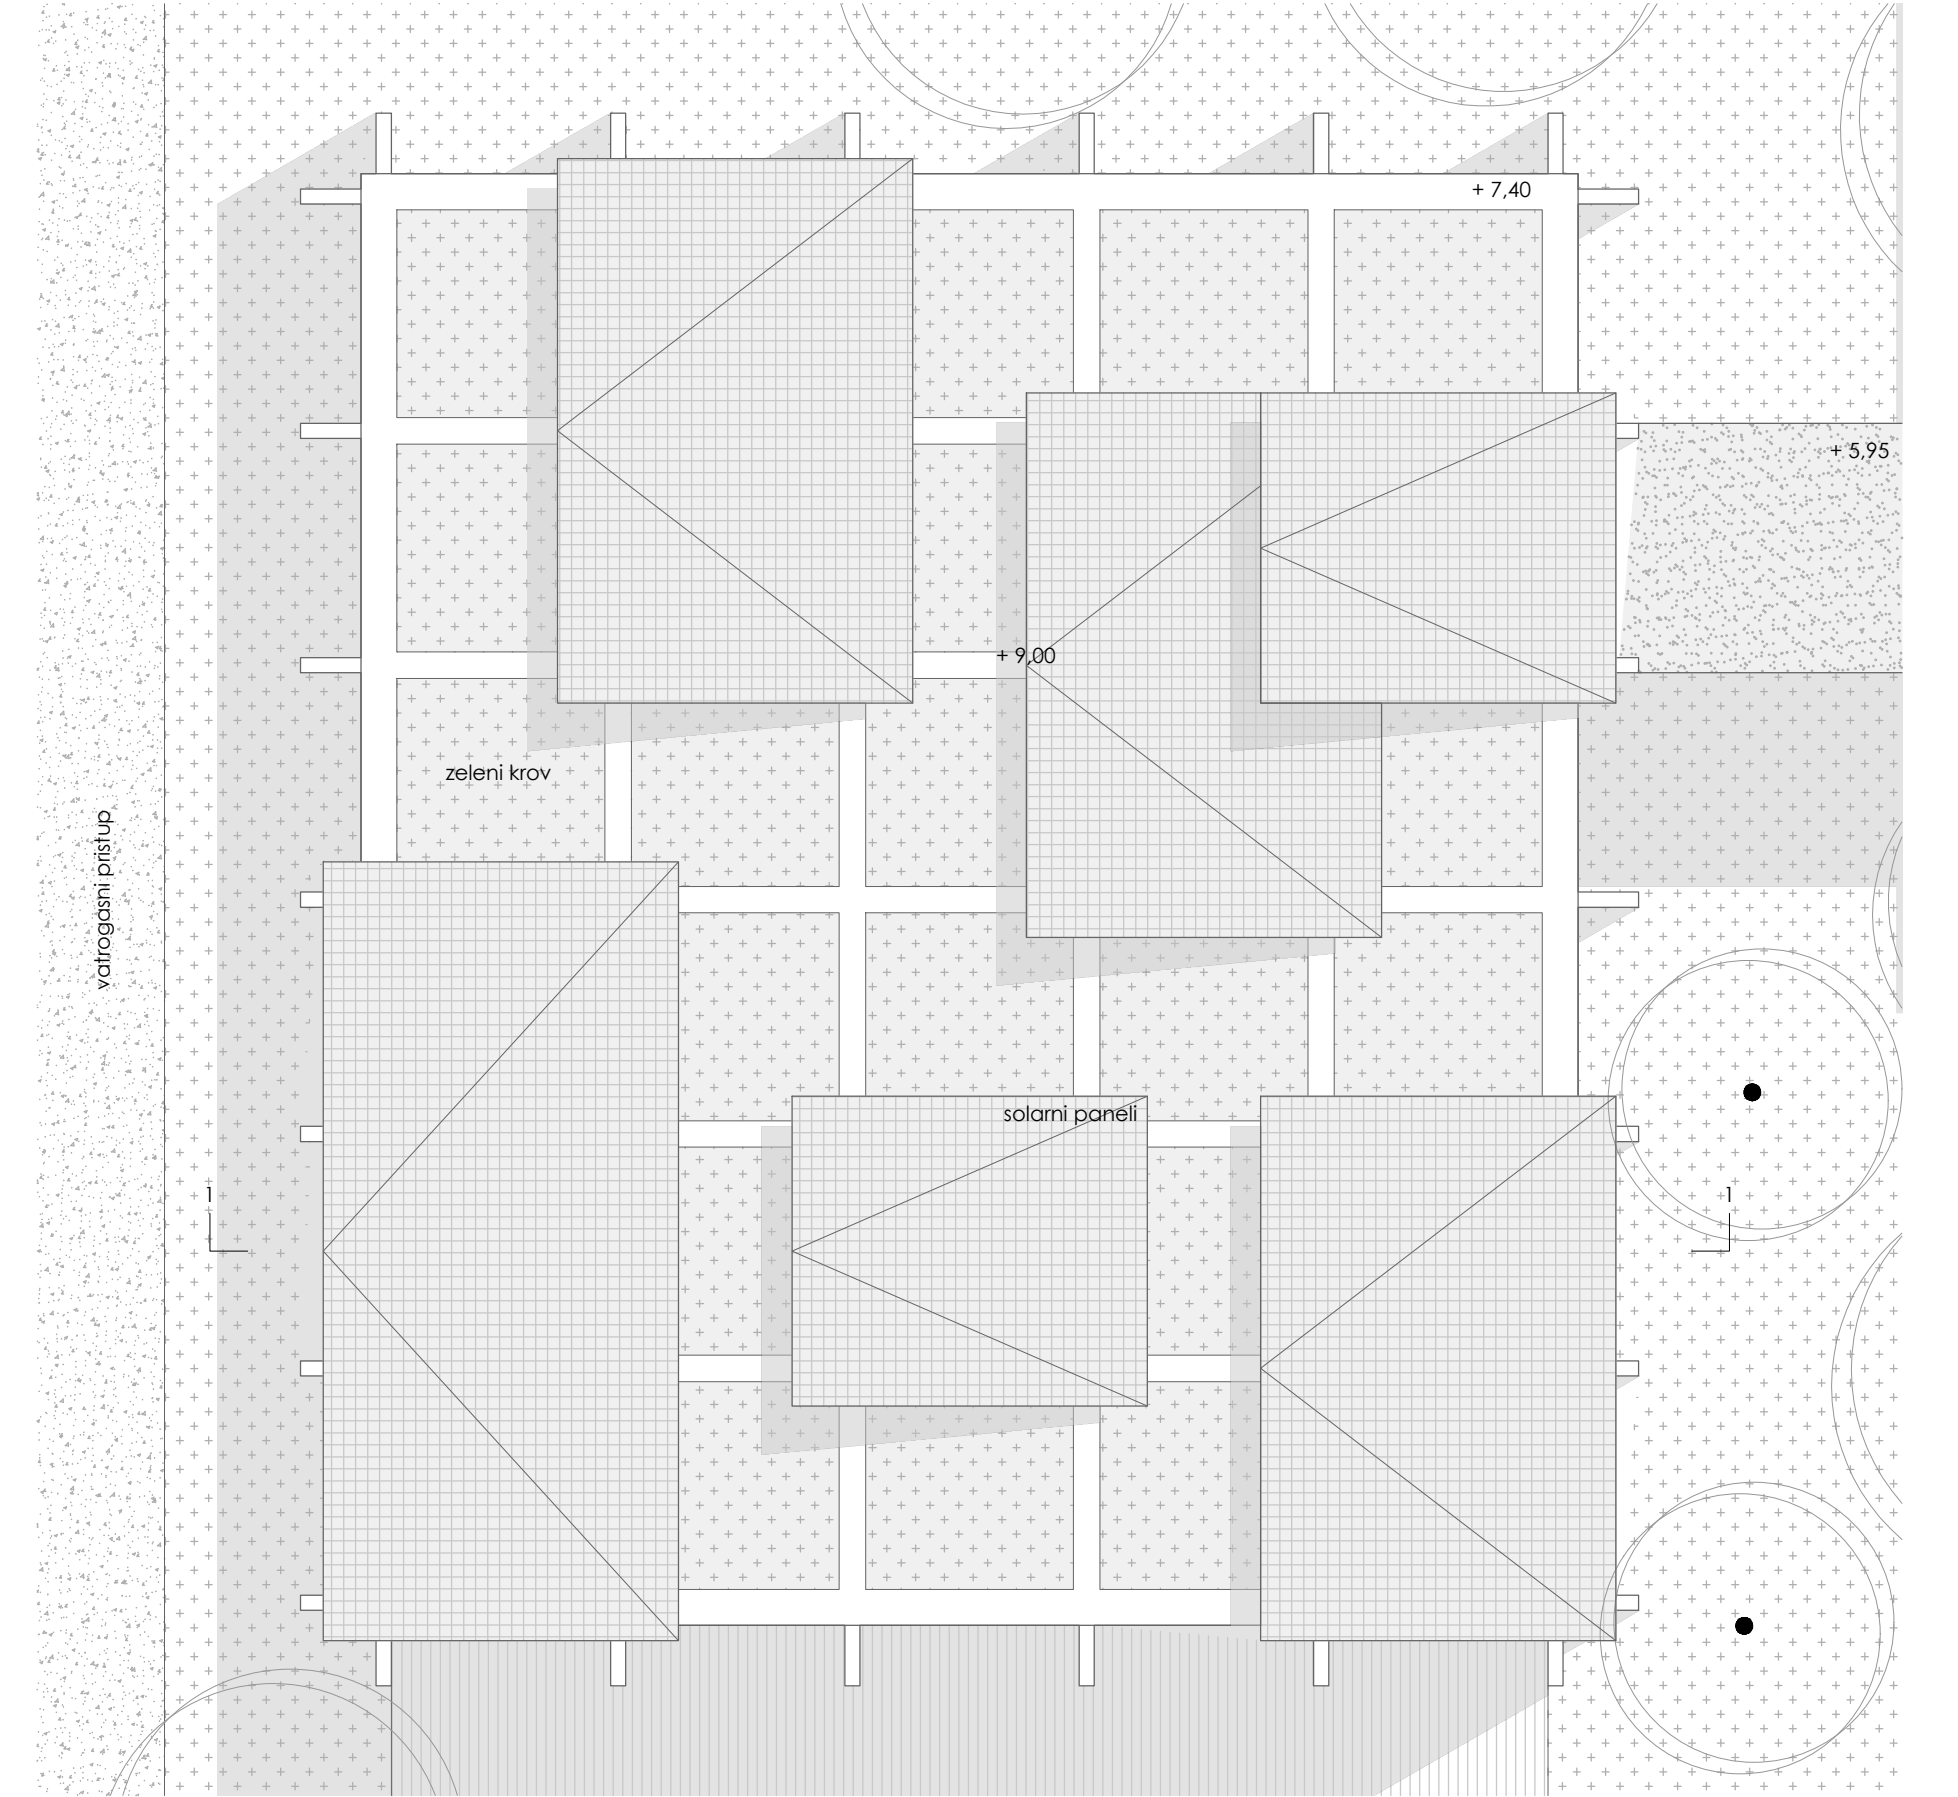 + 7,40
+ 5,95
+ 9,00
zeleni krov
vatrogasni pristup
solarni paneli
1
1